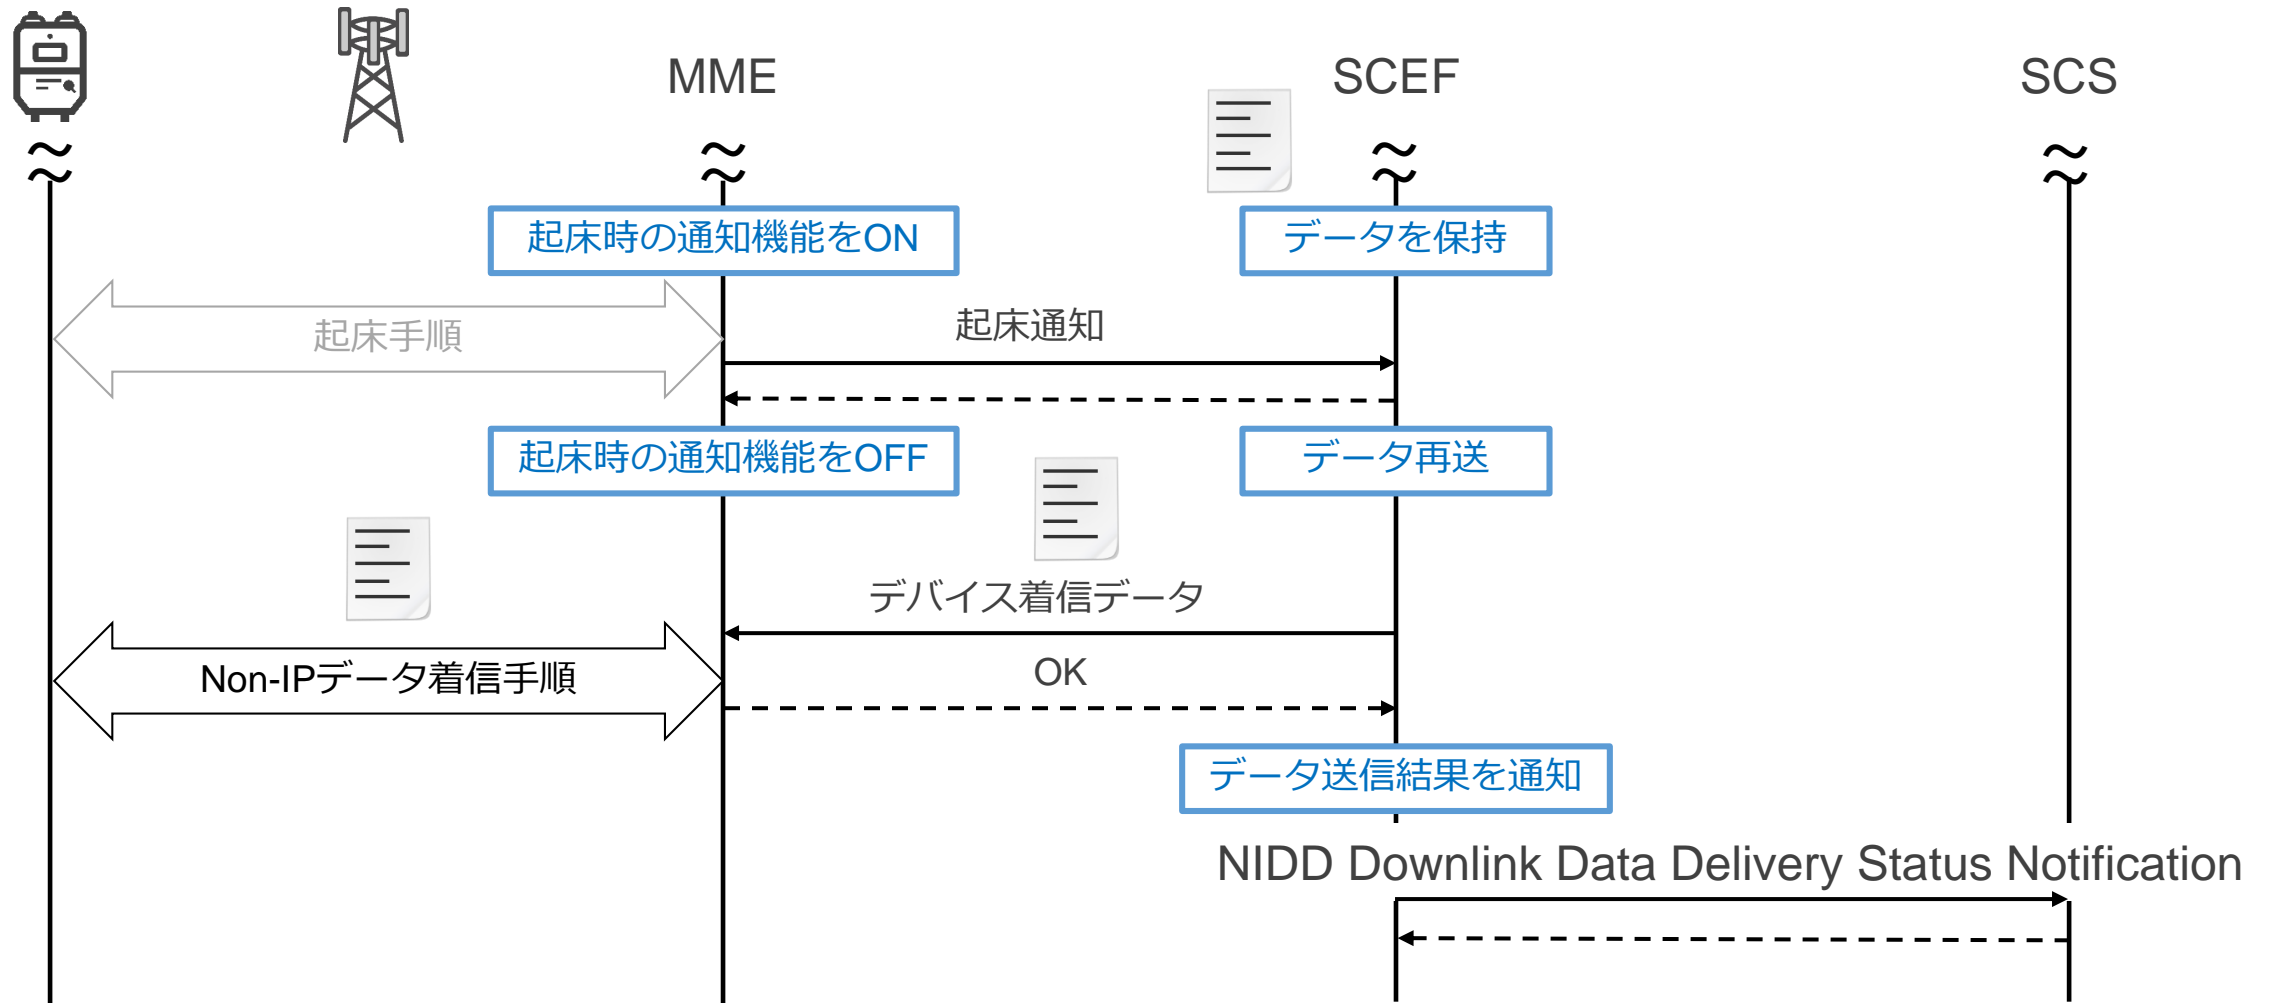 MME
SCEF
SCS
起床時の通知機能をON
データを保持
起床手順
起床通知
起床時の通知機能をOFF
データ再送
デバイス着信データ
Non-IPデータ着信手順
OK
データ送信結果を通知
NIDD Downlink Data Delivery Status Notification